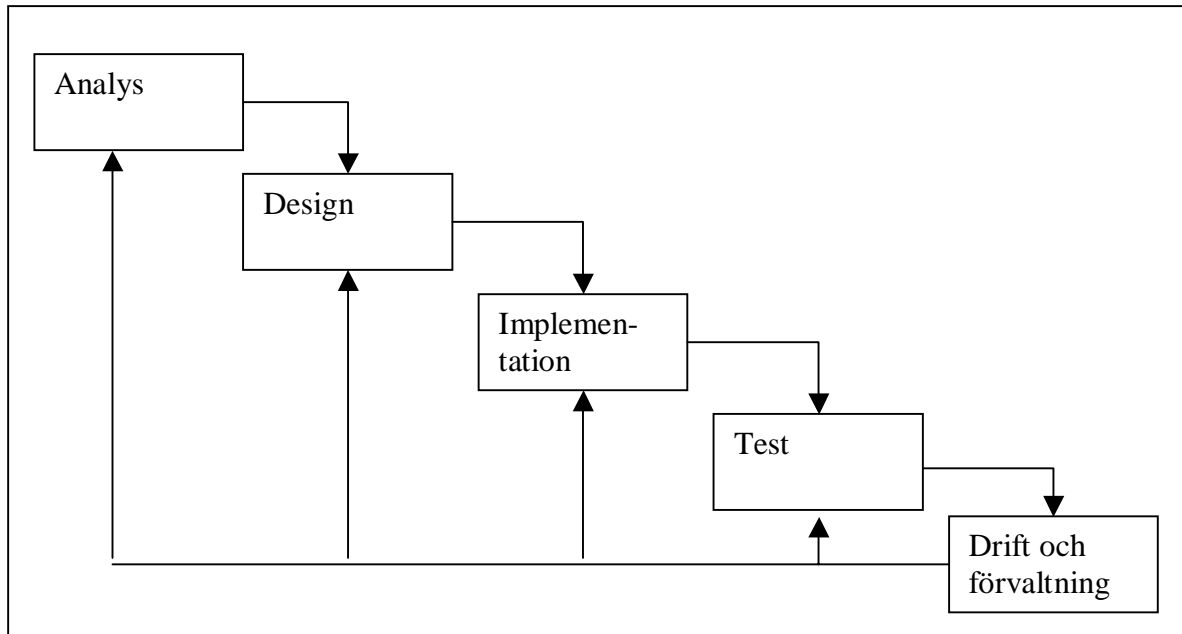 Analys
Design
Implemen-
tation
Test
Drift och
förvaltning